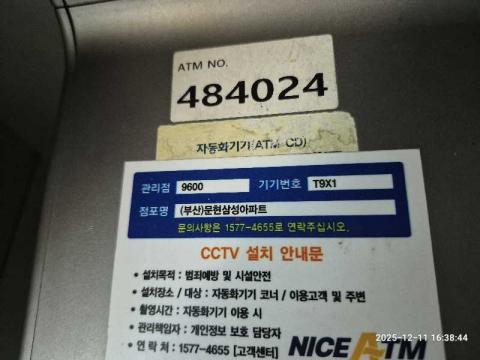 ATM NO.
484024
자동화기기(ATM·CD)
관리점 9600 기기번호 T9X1
점포명 (부산)문현삼성아파트
문의사항은 1577-4655로 연락주십시오.
CCTV 설치 안내문
• 설치목적 : 범죄예방 및 시설안전
• 설치장소 / 대상 : 자동화기기 코너 / 이용고객 및 주변
• 촬영시간 : 자동화기기 이용 시
• 관리책임자 : 개인정보 보호 담당자
• 연 락 처 : 1577-4655 [고객센터]
NICE ATM
2025-12-11 16:38:44